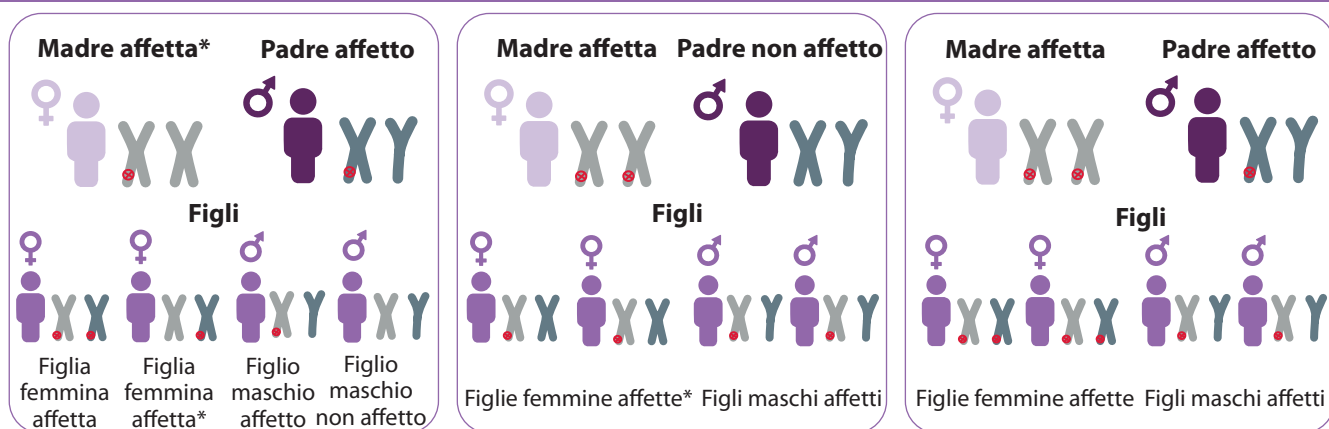 Madre affetta*
Padre affetto
Figli
Figlia
femmina
affetta
Figlia
femmina
affetta*
Figlio
maschio
affetto
Figlio
maschio
non affetto
Madre affetta
Padre non affetto
Figli
Figlie femmine affette*
Figli maschi affetti
Madre affetta
Padre affetto
Figli
Figlie femmine affette
Figli maschi affetti